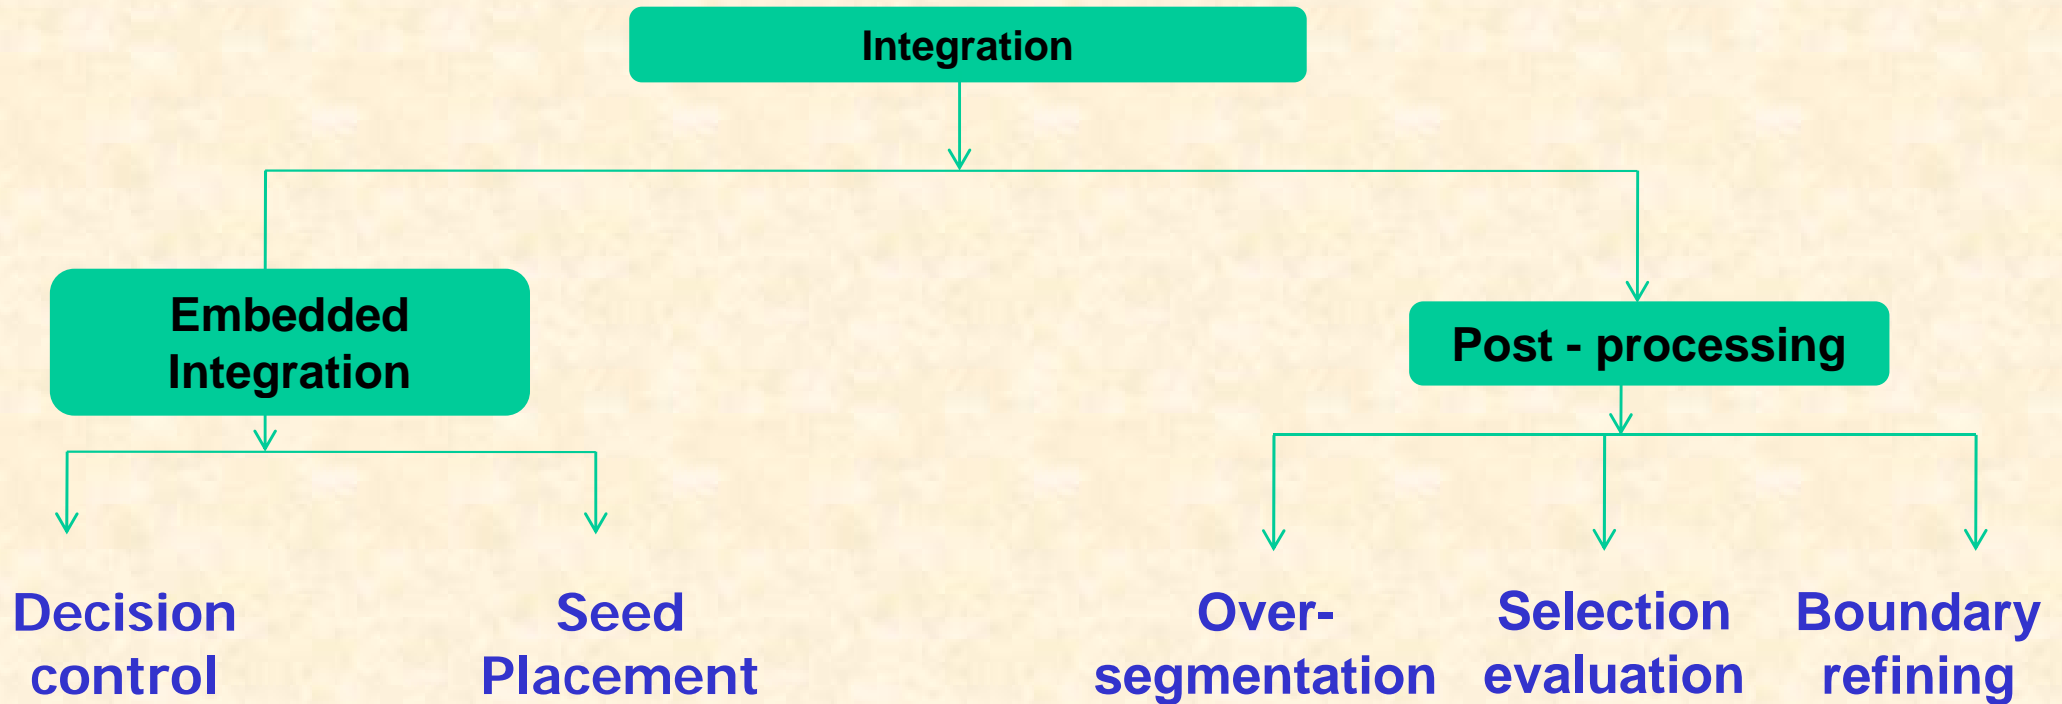 Integration
Embedded
Integration
Post - processing
Decision
control
Seed
Placement
Over-
segmentation
Selection
evaluation
Boundary
refining